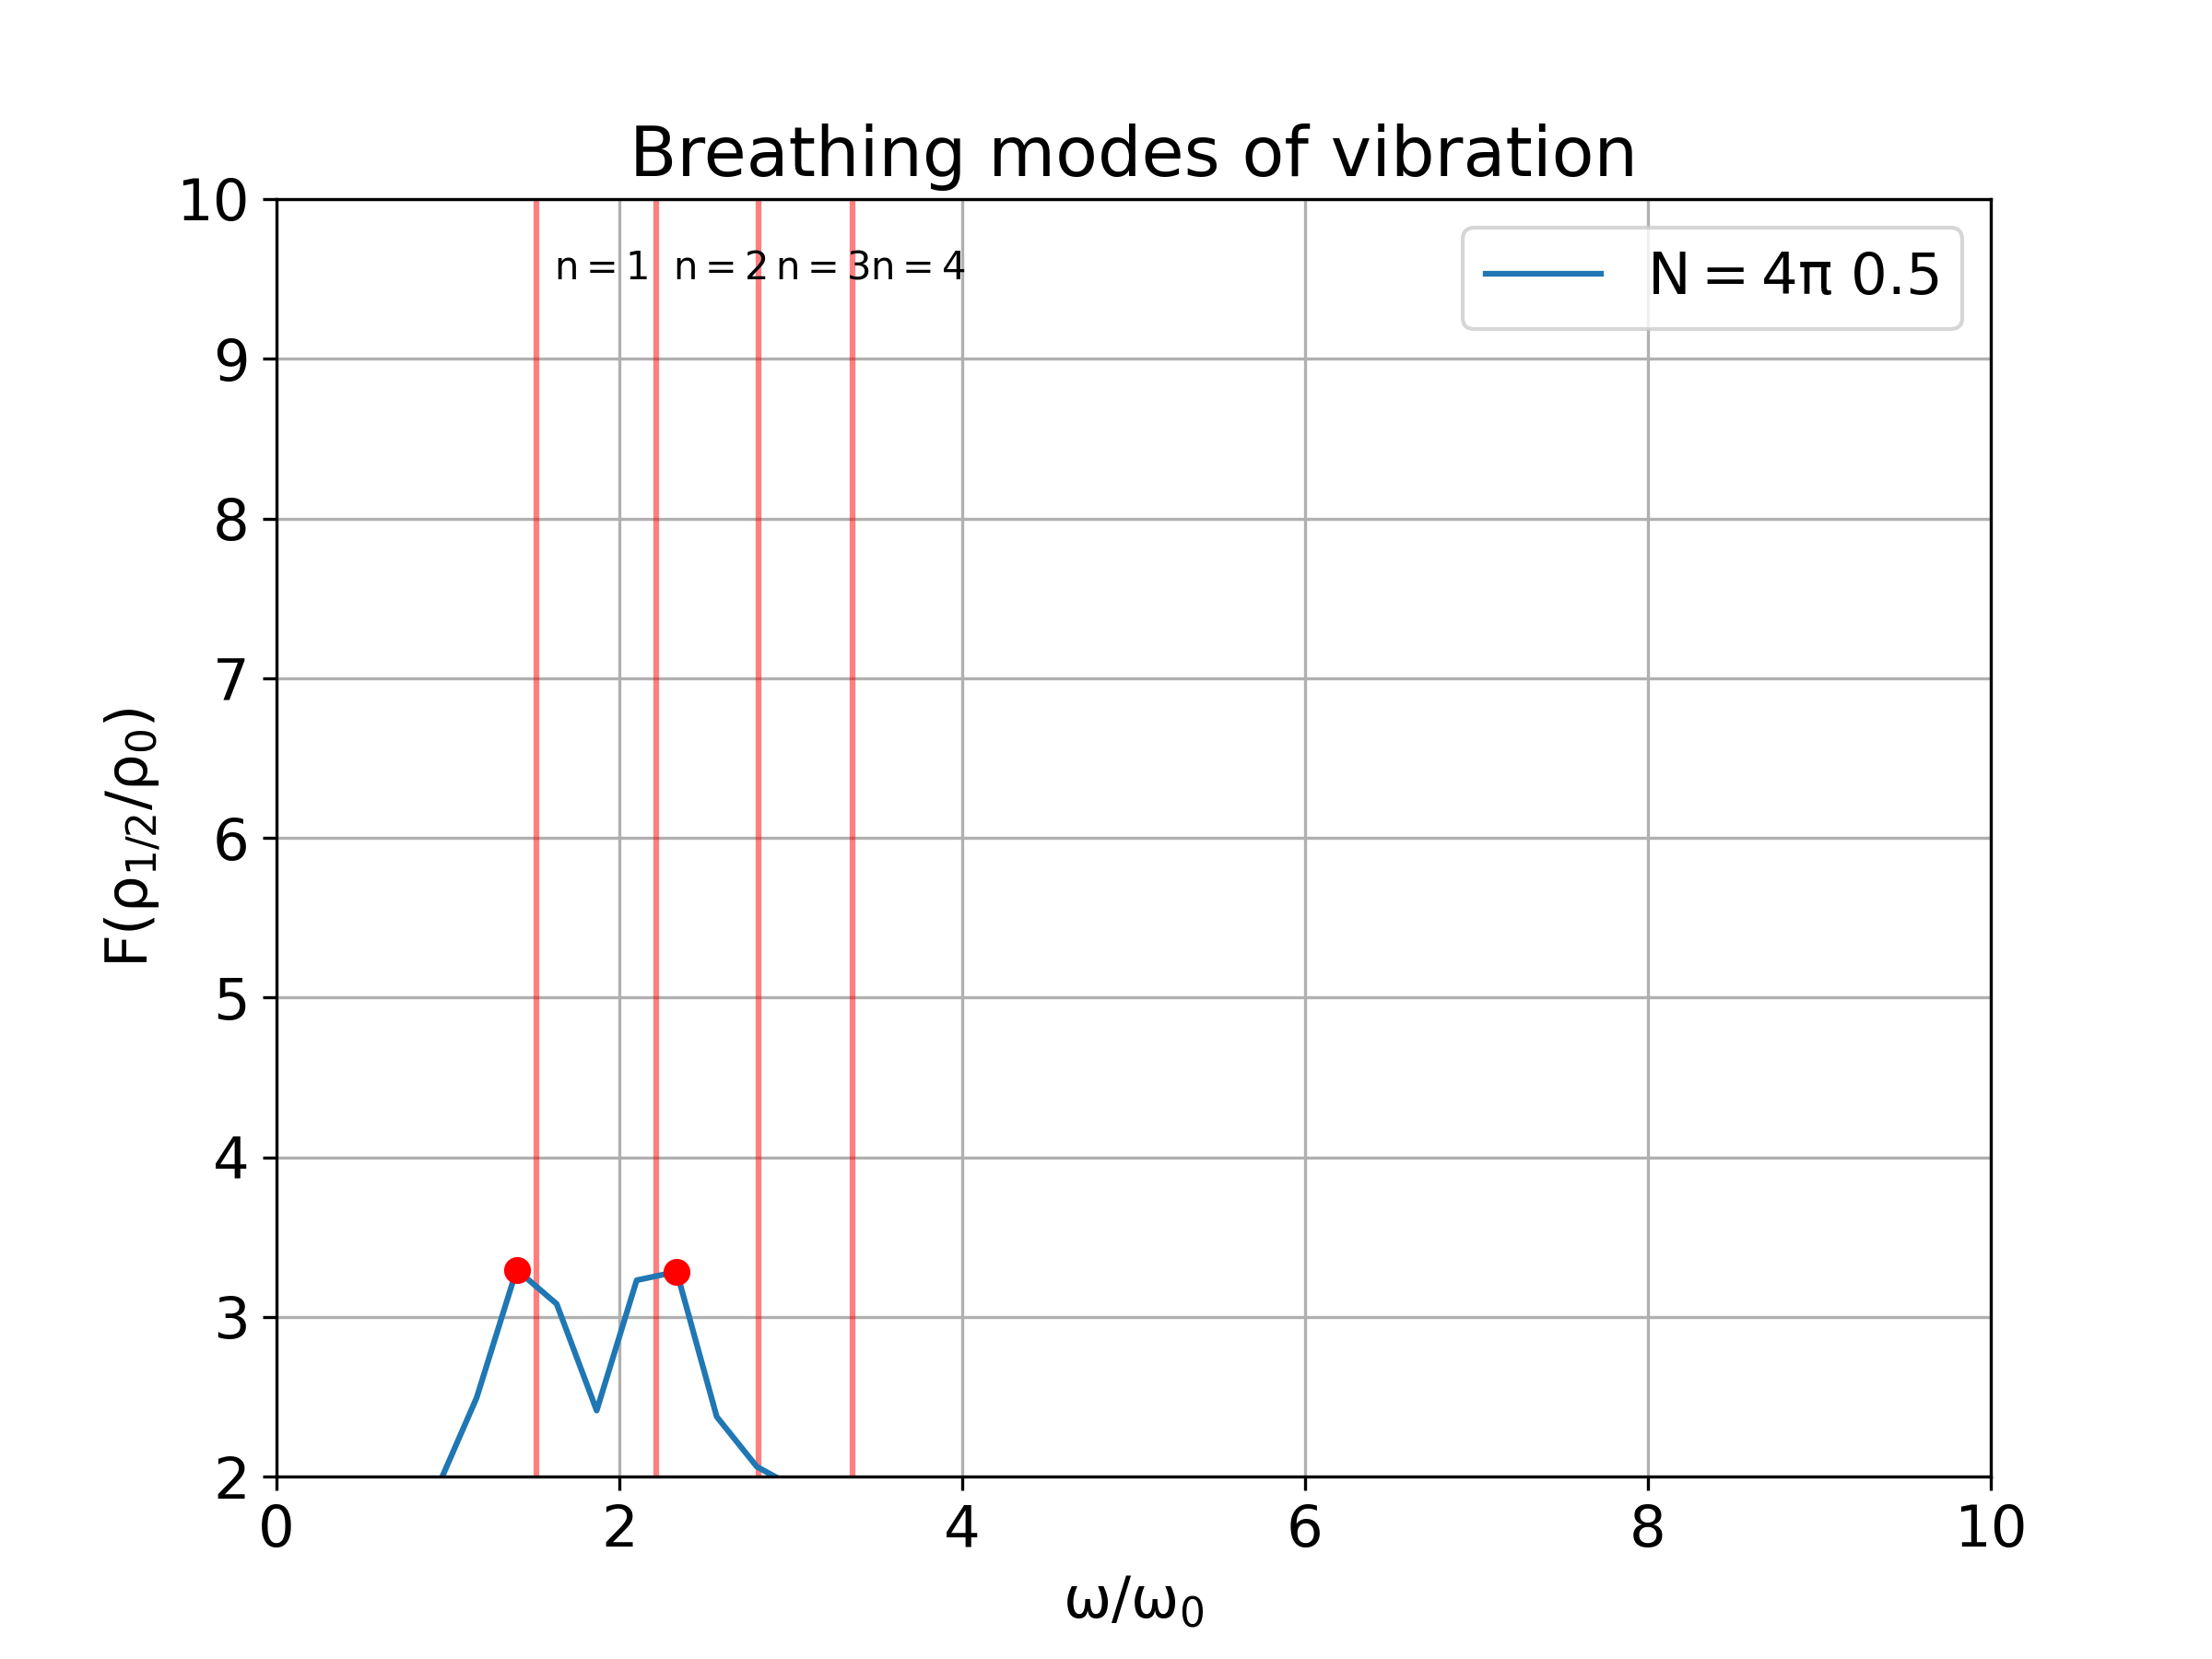 Breathing modes of vibration
N = 4π 0.5
n = 1
n = 2
n = 3
n = 4
10
9
8
7
6
5
4
3
2
F(ρ1/2/ρ0)
0
2
4
6
8
10
ω/ω0